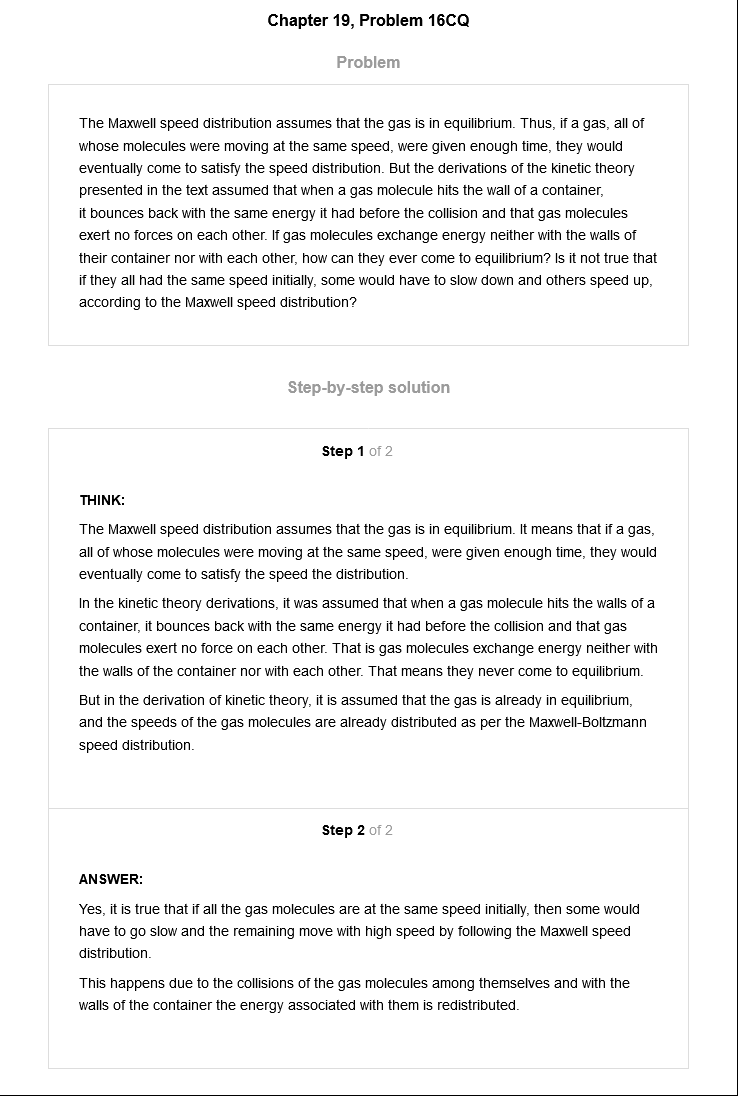 Chapter 19, Problem 16CQ
Problem
The Maxwell speed distribution assumes that the gas is in equilibrium. Thus, if a gas, all of
whose molecules were moving at the same speed, were given enough time, they would
eventually come to satisfy the speed distribution. But the derivations of the kinetic theory
presented in the text assumed that when a gas molecule hits the wall of a container,
it bounces back with the same energy it had before the collision and that gas molecules
exert no forces on each other. If gas molecules exchange energy neither with the walls of
their container nor with each other, how can they ever come to equilibrium? Is it not true that
if they all had the same speed initially, some would have to slow down and others speed up,
according to the Maxwell speed distribution?
Step-by-step solution
Step 1 of 2
THINK:
The Maxwell speed distribution assumes that the gas is in equilibrium. It means that if a gas,
all of whose molecules were moving at the same speed, were given enough time, they would
eventually come to satisfy the speed the distribution.
In the kinetic theory derivations, it was assumed that when a gas molecule hits the walls of a
container, it bounces back with the same energy it had before the collision and that gas
molecules exert no force on each other. That is gas molecules exchange energy neither with
the walls of the container nor with each other. That means they never come to equilibrium.
But in the derivation of kinetic theory, it is assumed that the gas is already in equilibrium,
and the speeds of the gas molecules are already distributed as per the Maxwell-Boltzmann
speed distribution.
Step 2 of 2
ANSWER:
Yes, it is true that if all the gas molecules are at the same speed initially, then some would
have to go slow and the remaining move with high speed by following the Maxwell speed
distribution.
This happens due to the collisions of the gas molecules among themselves and with the
walls of the container the energy associated with them is redistributed.